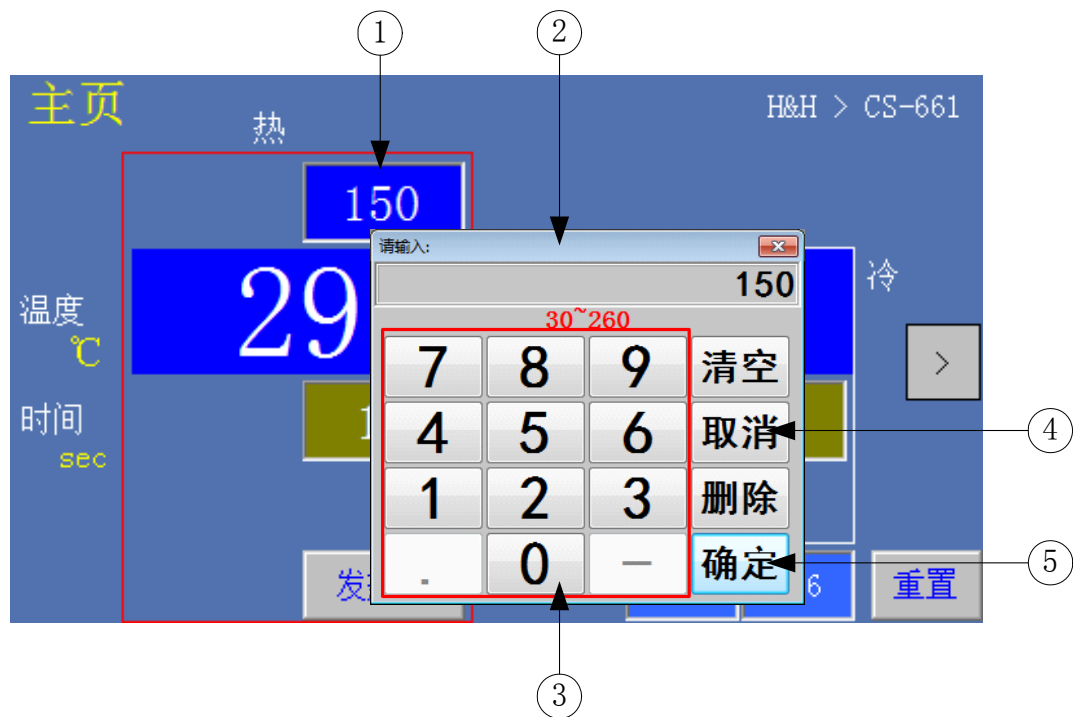 1 2
主页
H&H > CS-661
热
150
请输入:
150
30~260
29
冷
温度
℃
7 8 9 清空
>
4 5 6 取消
4
时间
sec
1 2 3 删除
. 0 — 确定
5
6
重置
3